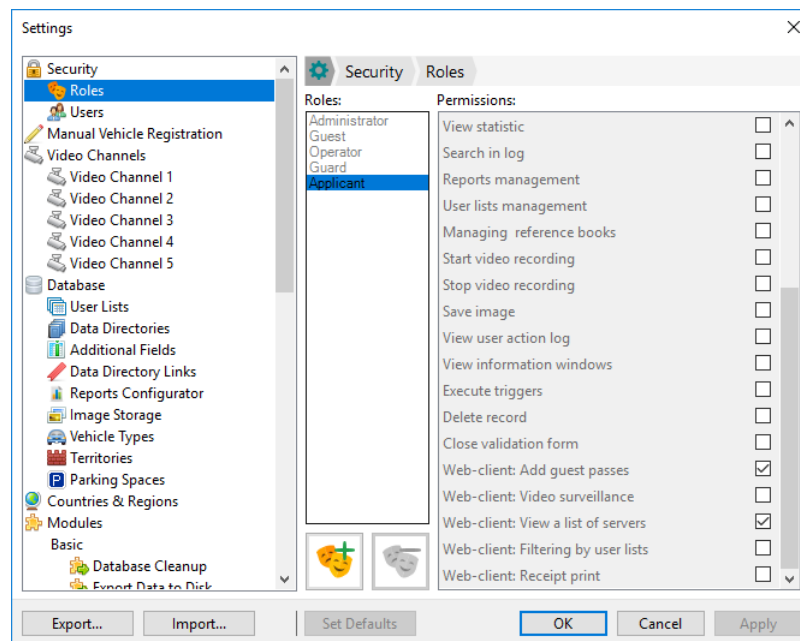 Settings
Security
Roles
Users
Manual Vehicle Registration
Video Channels
Video Channel 1
Video Channel 2
Video Channel 3
Video Channel 4
Video Channel 5
Database
User Lists
Data Directories
Additional Fields
Data Directory Links
Reports Configurator
Image Storage
Vehicle Types
Territories
Parking Spaces
Countries & Regions
Modules
Basic
Database Cleanup
Export Data to Disk
Security Roles
Roles:
Administrator
Guest
Operator
Guard
Applicant
Permissions:
View statistic
Search in log
Reports management
User lists management
Managing reference books
Start video recording
Stop video recording
Save image
View user action log
View information windows
Execute triggers
Delete record
Close validation form
Web-client: Add guest passes
Web-client: Video surveillance
Web-client: View a list of servers
Web-client: Filtering by user lists
Web-client: Receipt print
Export... Import... Set Defaults OK Cancel Apply